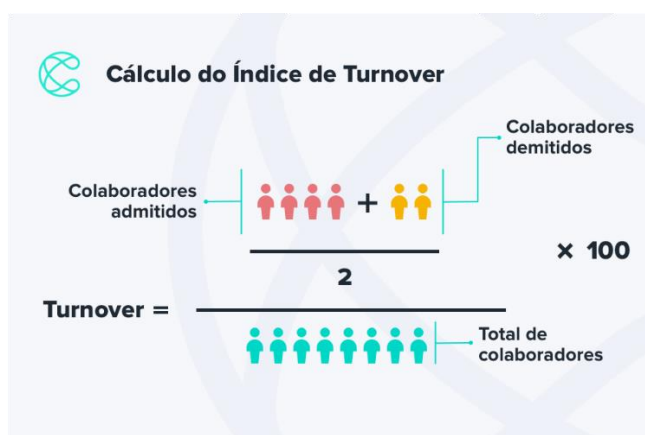 Cálculo do Índice de Turnover
Colaboradores
demitidos
Colaboradores
admitidos
+
2
× 100
Turnover =
Total de
colaboradores